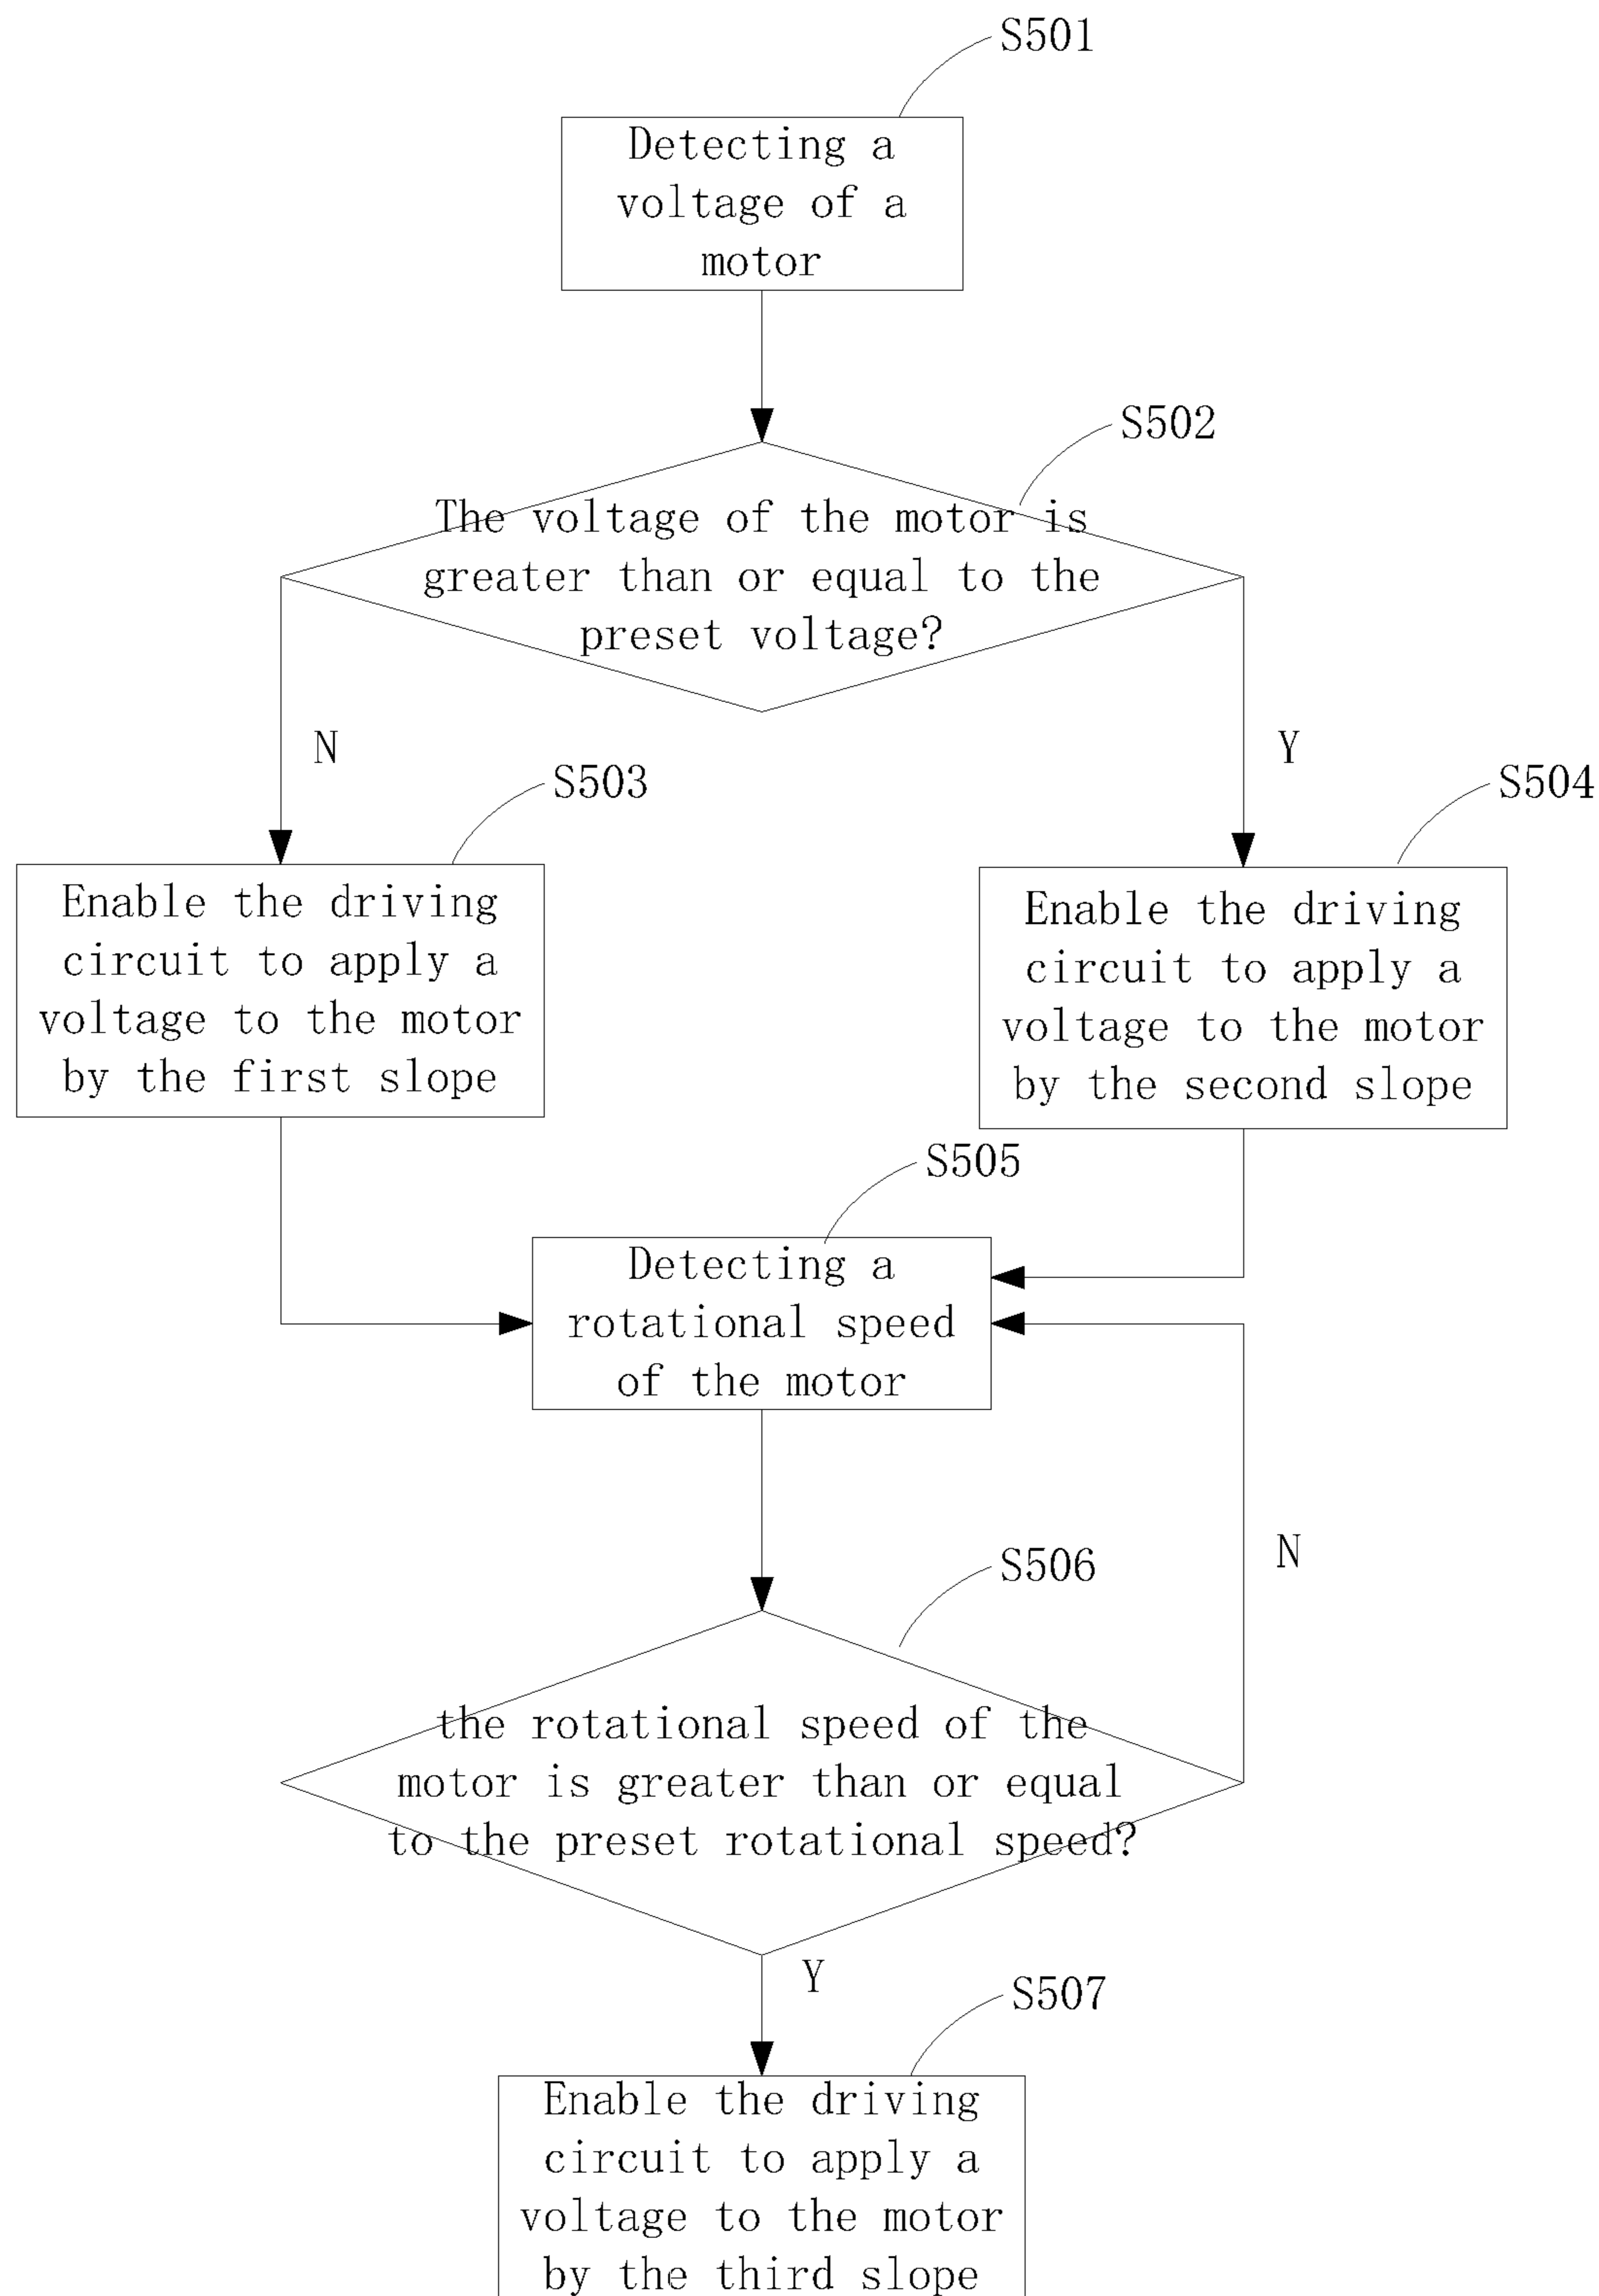 S501
Detecting a
voltage of a
motor
S502
The voltage of the motor is
greater than or equal to the
preset voltage?
N
Y
S503
S504
Enable the driving
circuit to apply a
voltage to the motor
by the first slope
Enable the driving
circuit to apply a
voltage to the motor
by the second slope
S505
Detecting a
rotational speed
of the motor
N
S506
the rotational speed of the
motor is greater than or equal
to the preset rotational speed?
Y
S507
Enable the driving
circuit to apply a
voltage to the motor
by the third slope